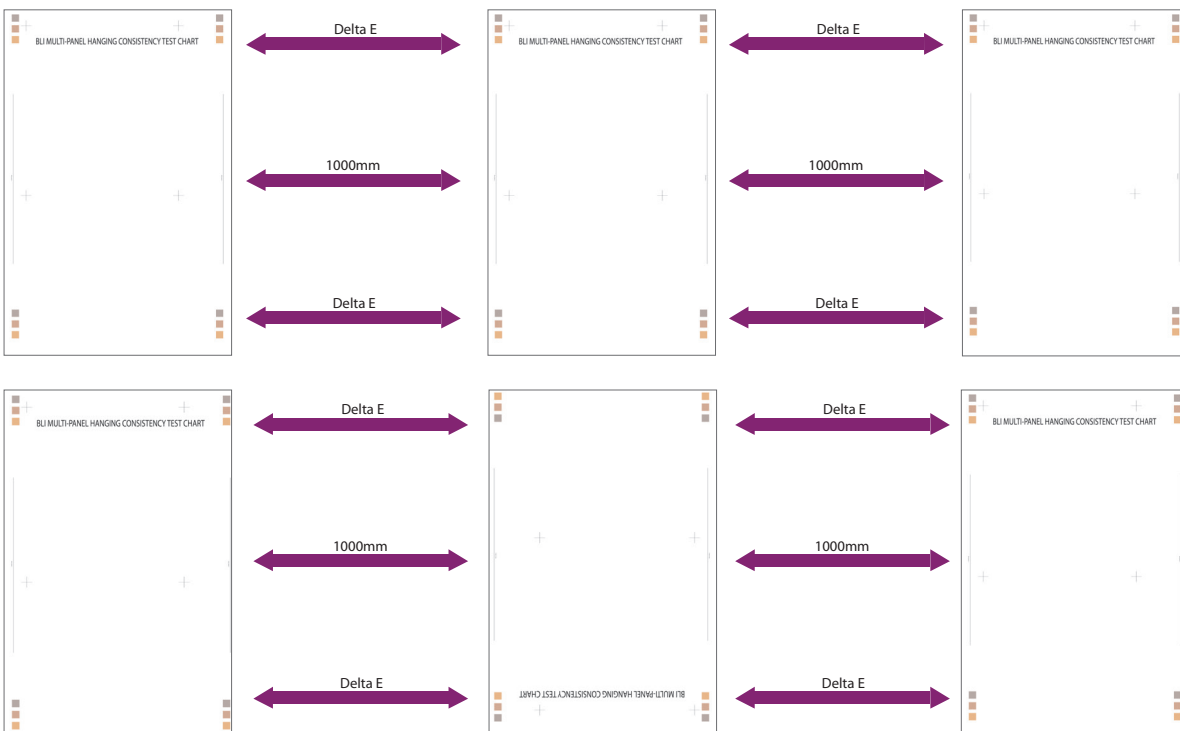 Delta E
Delta E
BLI MULTI-PANEL HANGING CONSISTENCY TEST CHART
BLI MULTI-PANEL HANGING CONSISTENCY TEST CHART
BLI MULTI-PANEL HANGING CONSISTENCY TEST CHART
1000mm
1000mm
Delta E
Delta E
Delta E
Delta E
BLI MULTI-PANEL HANGING CONSISTENCY TEST CHART
BLI MULTI-PANEL HANGING CONSISTENCY TEST CHART
1000mm
1000mm
Delta E
Delta E
BLI MULTI-PANEL HANGING CONSISTENCY TEST CHART